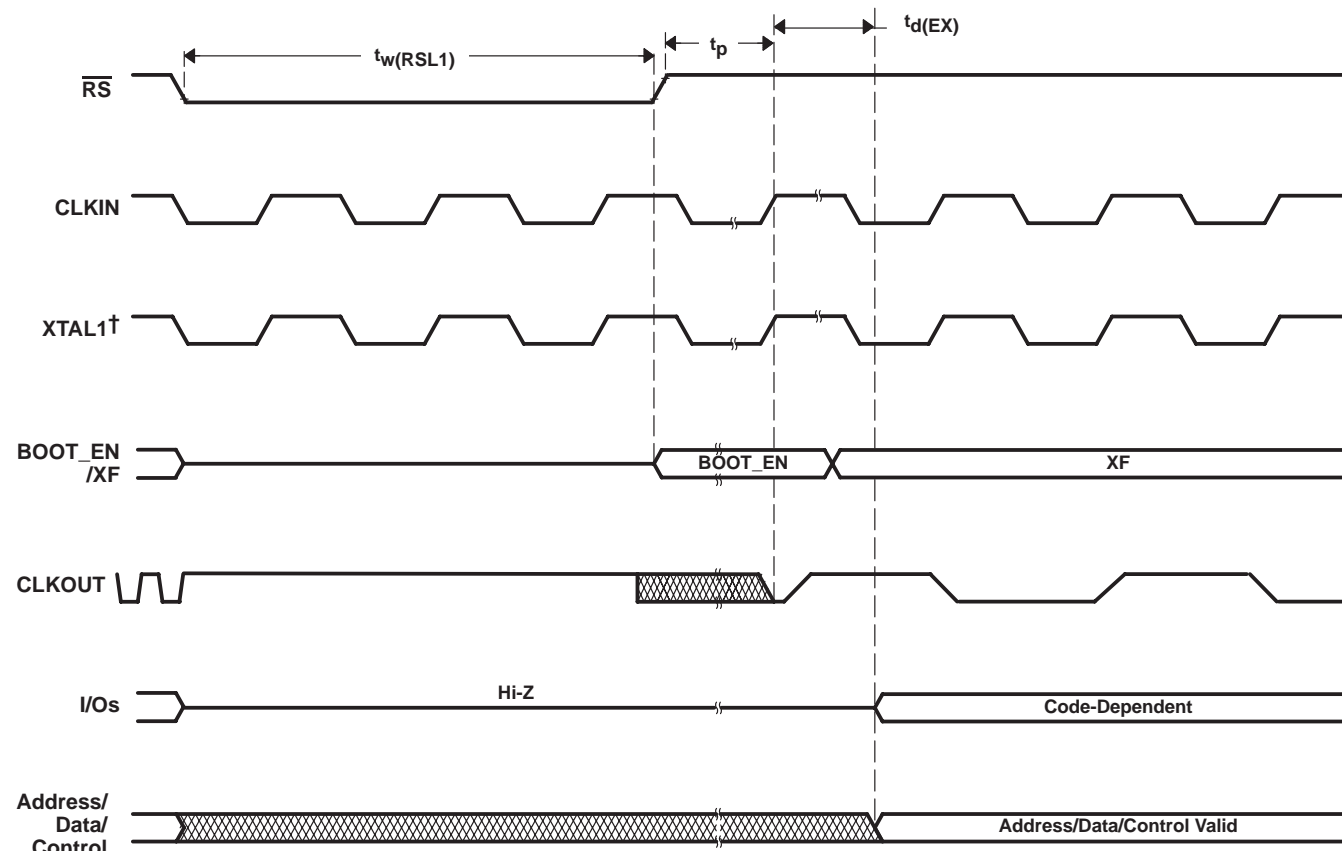 td(EX)
tw(RSL1)
tp
RS
CLKIN
XTAL1†
BOOT_EN
/XF
BOOT_EN
XF
CLKOUT
I/Os
Hi-Z
Code-Dependent
Address/
Data/
Control
Address/Data/Control Valid